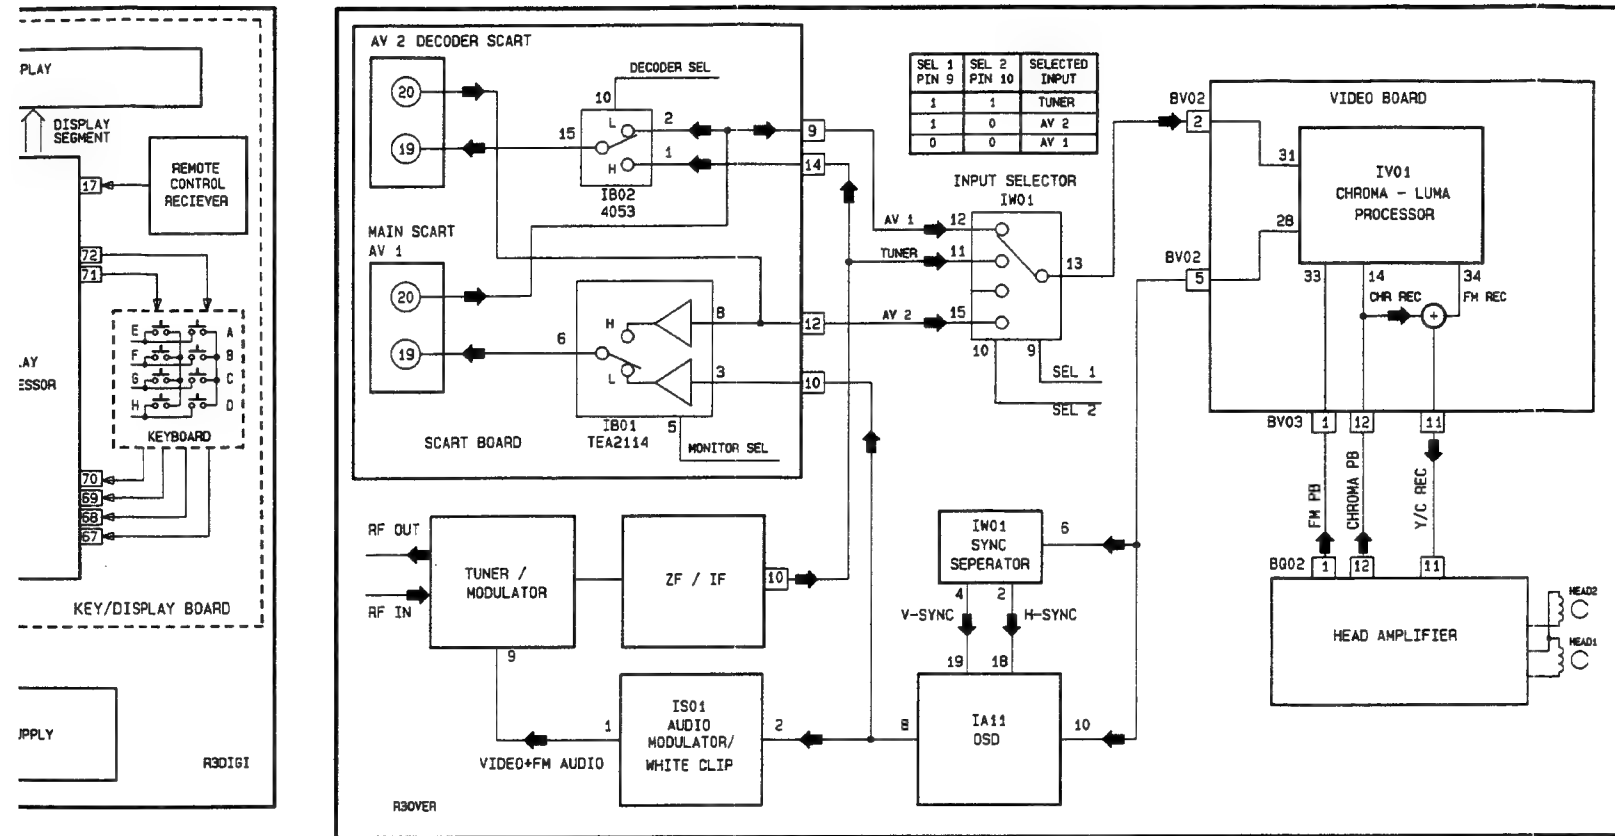 PLAY
DISPLAY
SEGMENT
17
REMOTE
CONTROL
RECIEVER
72
71
LAY
ESSOR
E
A
F
B
G
C
H
D
KEYBOARD
70
69
68
67
KEY/DISPLAY BOARD
UPPLY
R3DIGI
AV 2 DECODER SCART
20
19
DECODER SEL
10
L
2
15
H
1
IB02
4053
9
14
MAIN SCART
AV 1
20
19
6
H
8
L
3
IB01
TEA2114
5
MONITOR SEL
12
10
SCART BOARD
SEL 1 SEL 2 SELECTED
PIN 9 PIN 10 INPUT
1 1 TUNER
1 0 AV 2
0 0 AV 1
INPUT SELECTOR
IW01
AV 1
12
TUNER
11
13
AV 2
15
10
9
SEL 1
SEL 2
BV02
2
BV02
5
VIDEO BOARD
31
IV01
CHROMA - LUMA
PROCESSOR
28
33
14
34
CHR REC
FM REC
+
BV03
1
12
11
FM PB
CHROMA PB
Y/C REC
BG02
1
12
11
HEAD AMPLIFIER
HEAD2
HEAD1
RF OUT
RF IN
TUNER /
MODULATOR
9
ZF / IF
10
IW01
SYNC
SEPERATOR
6
4
2
V-SYNC
H-SYNC
19
18
IA11
OSD
8
10
IS01
AUDIO
MODULATOR/
WHITE CLIP
1
2
VIDEO+FM AUDIO
R3OVER